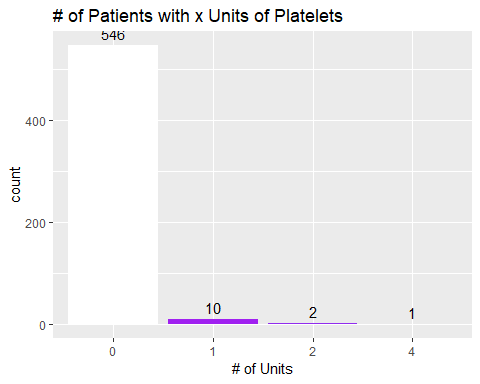 # of Patients with x Units of Platelets
546
400
200
0
10
2
1
count
0 1 2 4
# of Units